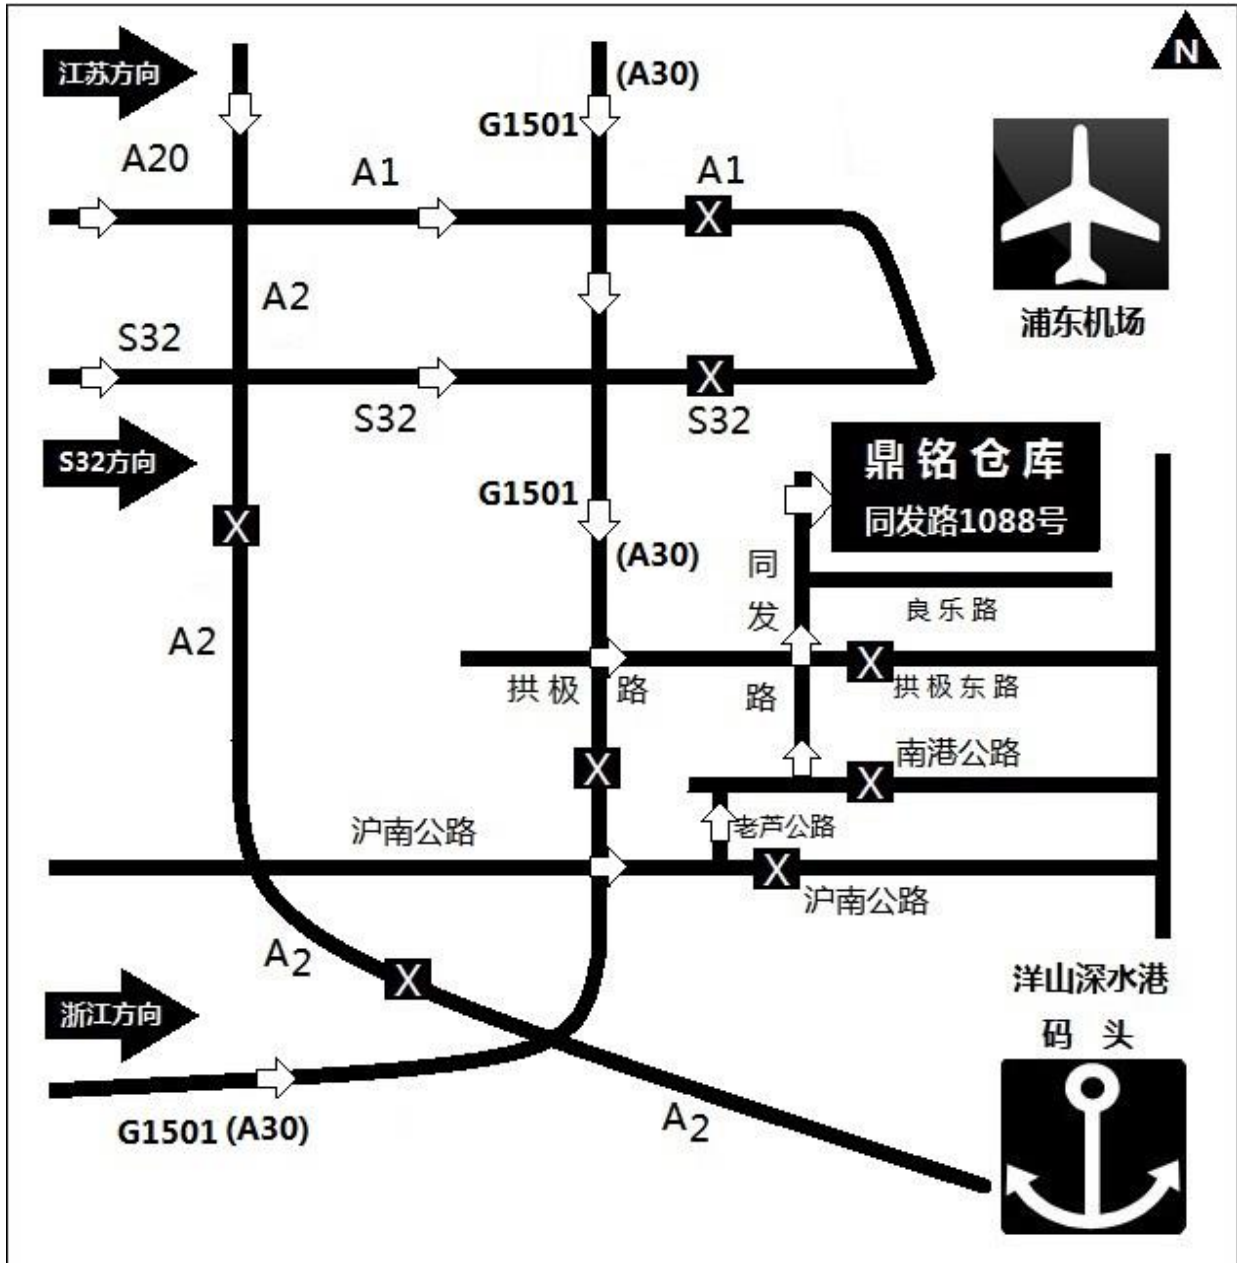 江苏方向
(A30)
N
G1501
A20
A1
A1
X
A2
浦东机场
S32
X
S32
S32
S32方向
鼎铭仓库
同发路1088号
G1501
X
(A30)
同发路
良乐路
A2
X
拱极路
拱极东路
南港公路
X
X
沪南公路
老芦公路
X
沪南公路
A2
X
洋山深水港
码头
浙江方向
G1501 (A30)
A2